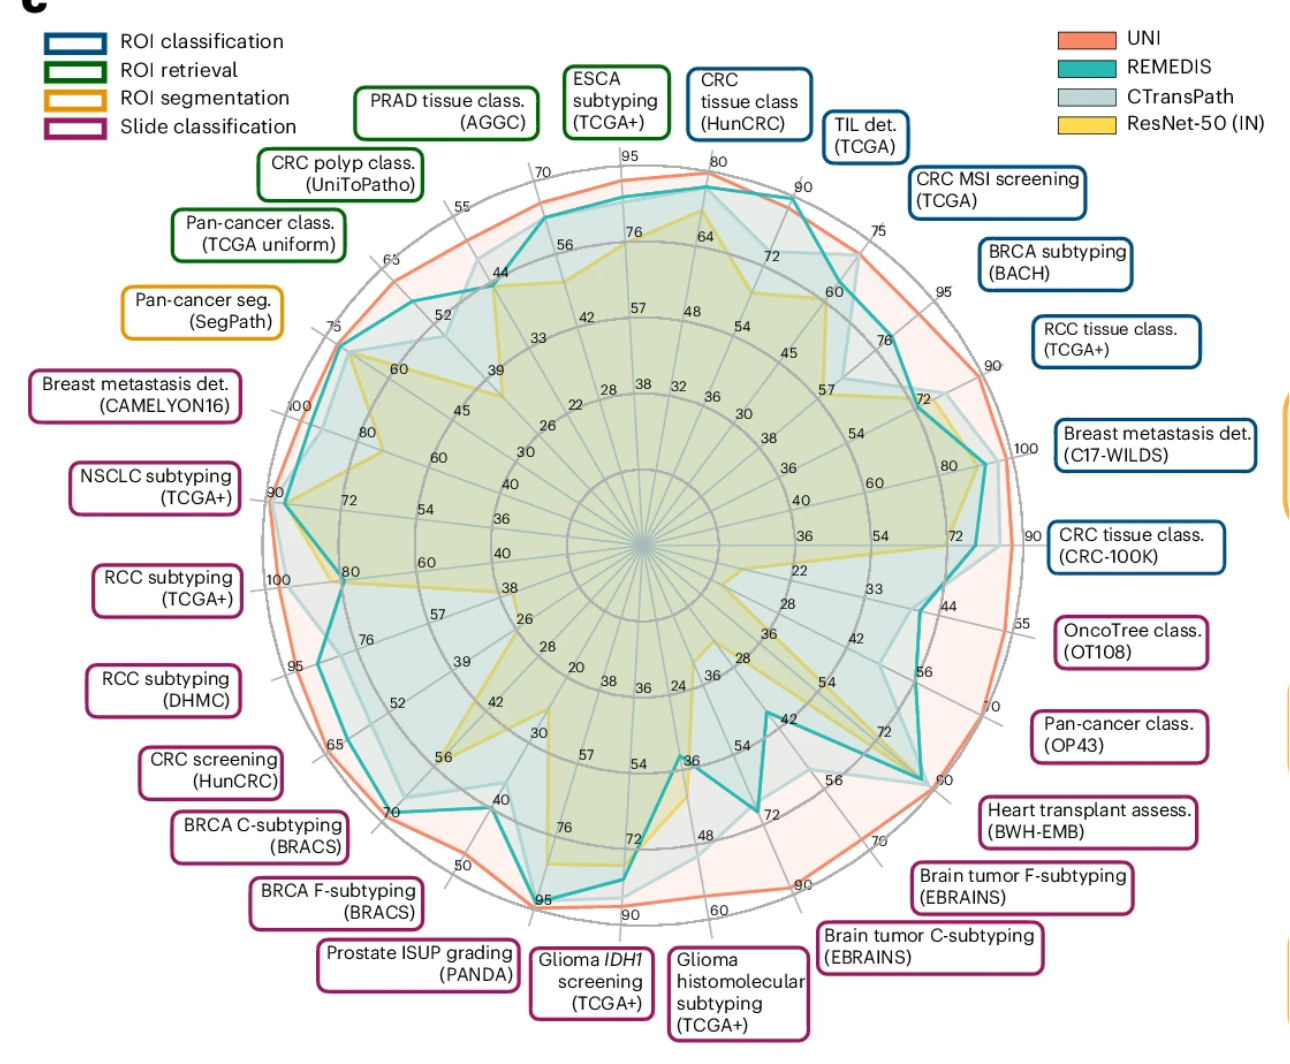 c
ROI classification
ROI retrieval
ROI segmentation
Slide classification
UNI
REMEDIS
CTransPath
ResNet-50 (IN)
PRAD tissue class.
(AGGC)
ESCA
subtyping
(TCGA+)
CRC
tissue class
(HunCRC)
TIL det.
(TCGA)
CRC polyp class.
(UniToPatho)
CRC MSI screening
(TCGA)
Pan-cancer class.
(TCGA uniform)
BRCA subtyping
(BACH)
Pan-cancer seg.
(SegPath)
RCC tissue class.
(TCGA+)
Breast metastasis det.
(CAMELYON16)
Breast metastasis det.
(C17-WILDS)
NSCLC subtyping
(TCGA+)
CRC tissue class.
(CRC-100K)
RCC subtyping
(TCGA+)
OncoTree class.
(OT108)
RCC subtyping
(DHMC)
Pan-cancer class.
(OP43)
CRC screening
(HunCRC)
Heart transplant assess.
(BWH-EMB)
BRCA C-subtyping
(BRACS)
Brain tumor F-subtyping
(EBRAINS)
BRCA F-subtyping
(BRACS)
Brain tumor C-subtyping
(EBRAINS)
Prostate ISUP grading
(PANDA)
Glioma IDH1
screening
(TCGA+)
Glioma
histomolecular
subtyping
(TCGA+)
36 54 72 90
40 60 80 100
36 54 72 90
38 57 76 95
30 45 60 75
36 54 72 90
32 48 64 80
38 57 76 95
28 42 56 70
22 33 44 55
26 39 52 65
30 45 60 75
40 60 80 100
36 54 72 90
40 60 80 100
38 57 76 95
26 39 52 65
28 42 56 70
20 30 40 50
38 57 76 95
36 54 72 90
24 36 48 60
36 54 72 90
28 42 56 70
36 54 72 90
28 42 56 70
22 33 44 55